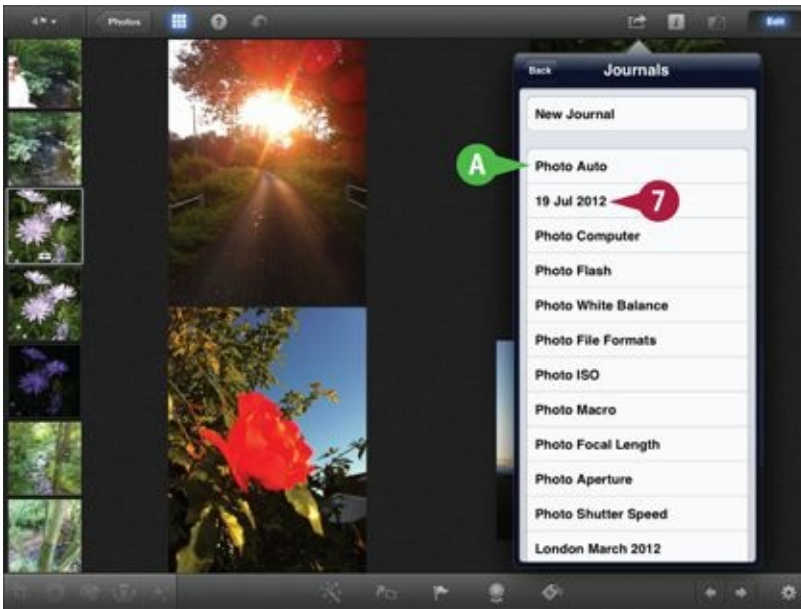 4
Photos
Edit
Back
Journals
New Journal
Photo Auto
A
19 Jul 2012
7
Photo Computer
Photo Flash
Photo White Balance
Photo File Formats
Photo ISO
Photo Macro
Photo Focal Length
Photo Aperture
Photo Shutter Speed
London March 2012